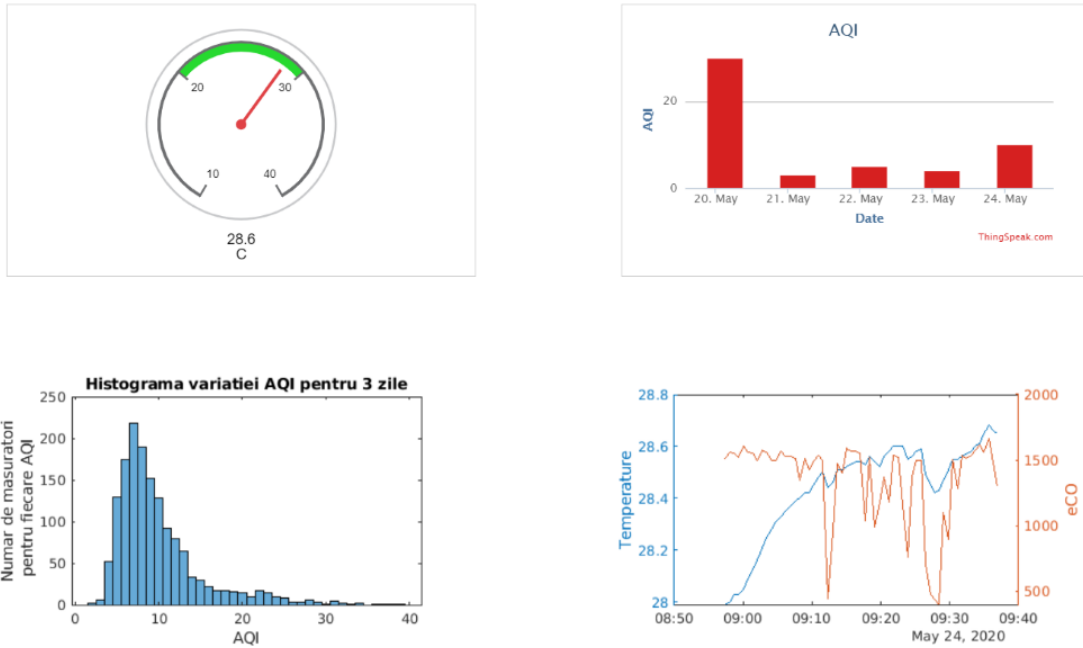 20
30
10
40
28.6
C
AQI
AQI
20
0
20. May
21. May
22. May
23. May
24. May
Date
ThingSpeak.com
Histograma variatiei AQI pentru 3 zile
Numar de masuratori
pentru fiecare AQI
250
200
150
100
50
0
0
10
20
30
40
AQI
Temperature
28.8
28.6
28.4
28.2
28
2000
1500
1000
500
eCO
08:50
09:00
09:10
09:20
09:30
09:40
May 24, 2020